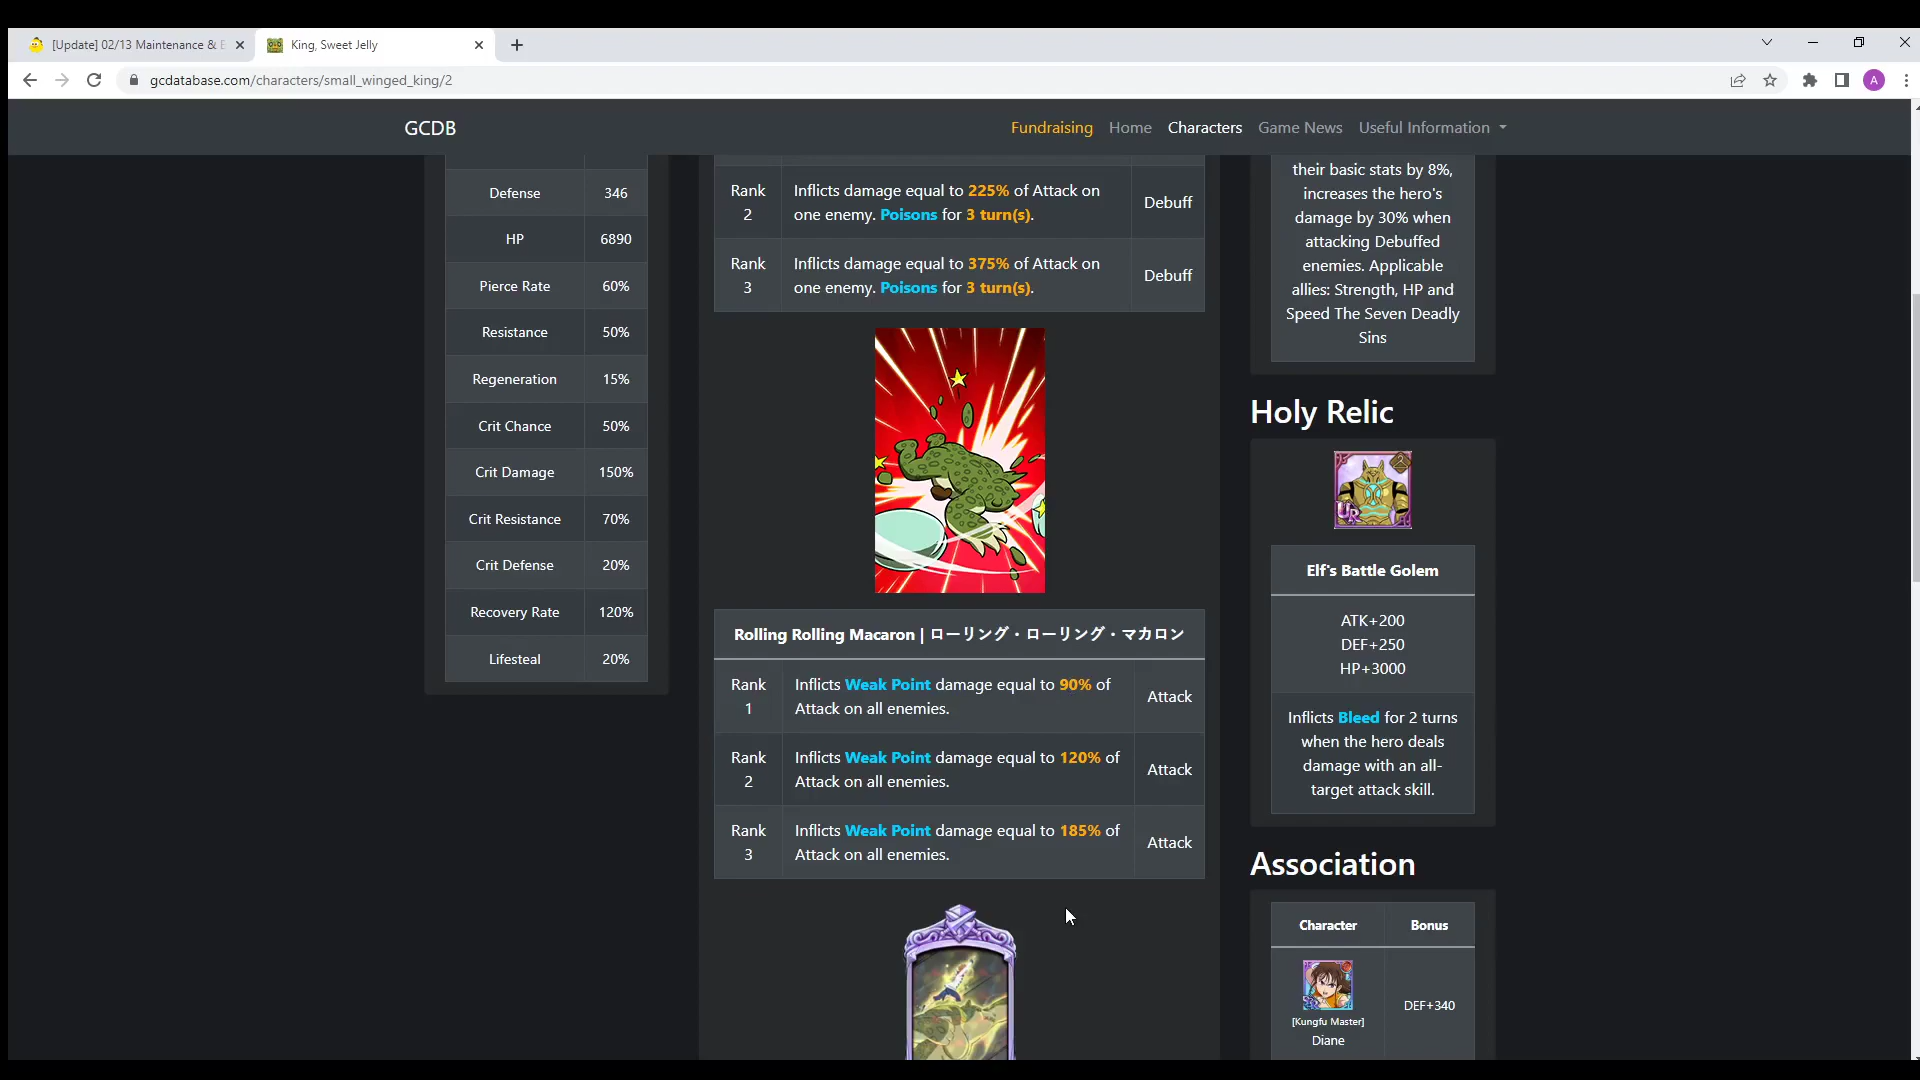 [Update] 02/13 Maintenance & E
King, Sweet Jelly
gcdatabase.com/characters/small_winged_king/2
A
GCDB
Fundraising
Home
Characters
Game News
Useful Information
Defense 346
HP 6890
Pierce Rate 60%
Resistance 50%
Regeneration 15%
Crit Chance 50%
Crit Damage 150%
Crit Resistance 70%
Crit Defense 20%
Recovery Rate 120%
Lifesteal 20%
Rank
2
Inflicts damage equal to 225% of Attack on
one enemy. Poisons for 3 turn(s).
Debuff
Rank
3
Inflicts damage equal to 375% of Attack on
one enemy. Poisons for 3 turn(s).
Debuff
Rolling Rolling Macaron | ローリング・ローリング・マカロン
Rank
1
Inflicts Weak Point damage equal to 90% of
Attack on all enemies.
Attack
Rank
2
Inflicts Weak Point damage equal to 120% of
Attack on all enemies.
Attack
Rank
3
Inflicts Weak Point damage equal to 185% of
Attack on all enemies.
Attack
their basic stats by 8%,
increases the hero's
damage by 30% when
attacking Debuffed
enemies. Applicable
allies: Strength, HP and
Speed The Seven Deadly
Sins
Holy Relic
2
UR
Elf's Battle Golem
ATK+200
DEF+250
HP+3000
Inflicts Bleed for 2 turns
when the hero deals
damage with an all-
target attack skill.
Association
Character Bonus
SR
[Kungfu Master]
Diane
DEF+340